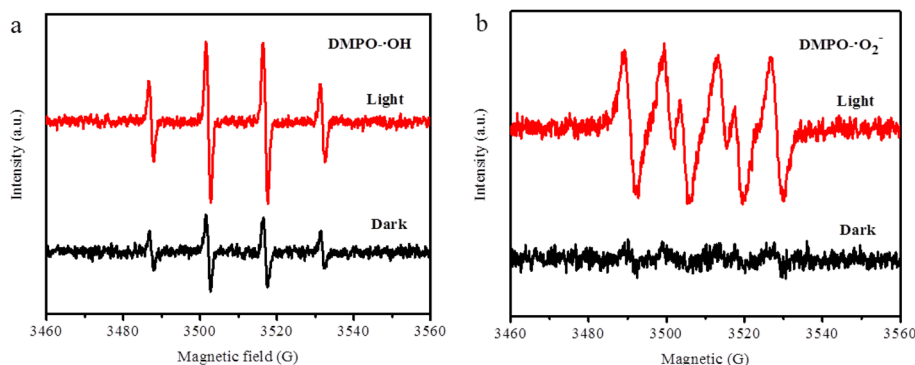 a
DMPO-·OH
Light
Dark
Intensity (a.u.)
3460 3480 3500 3520 3540 3560
Magnetic field (G)
b
DMPO-·O₂⁻
Light
Dark
Intensity (a.u.)
3460 3480 3500 3520 3540 3560
Magnetic (G)